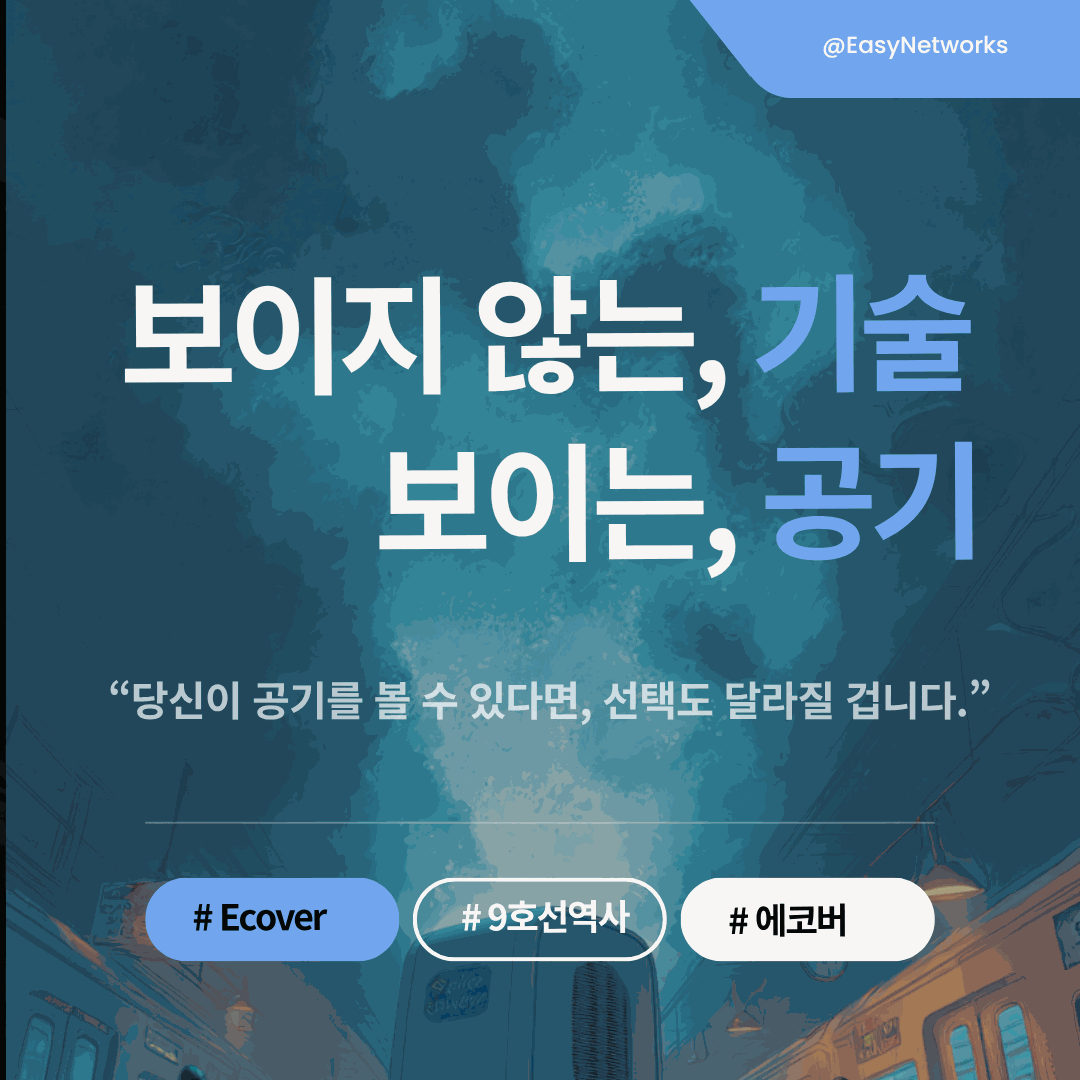 @EasyNetworks
보이지 않는, 기술
보이는, 공기
“당신이 공기를 볼 수 있다면, 선택도 달라질 겁니다.”
# Ecover
# 9호선역사
# 에코버